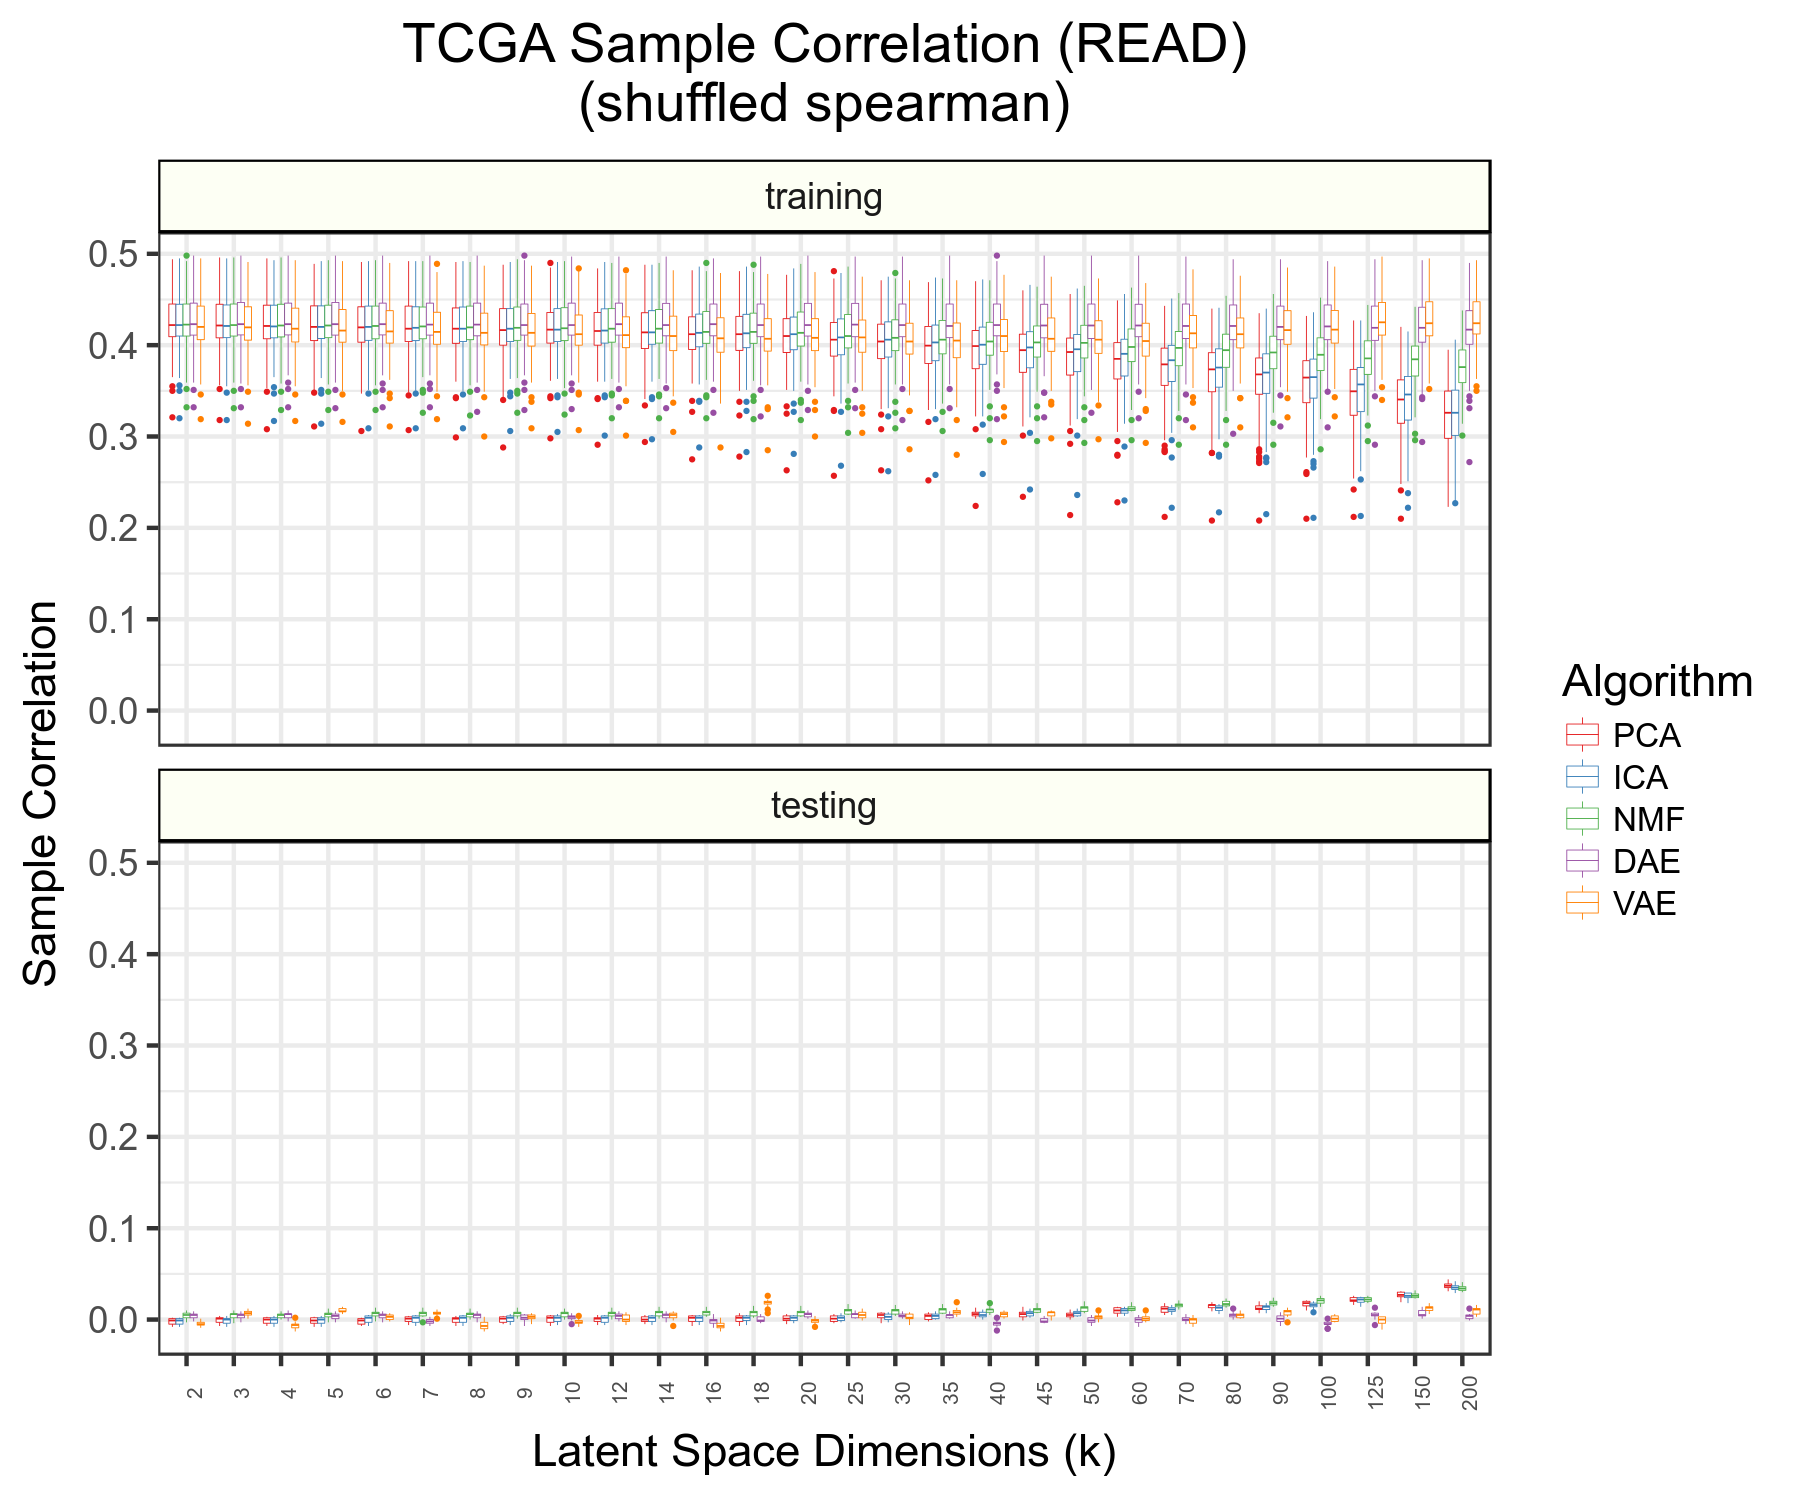 TCGA Sample Correlation (READ)
(shuffled spearman)
training
0.5
0.4
0.3
0.2
0.1
0.0
Sample Correlation
testing
0.5
0.4
0.3
0.2
0.1
0.0
2 3 4 5 6 7 8 9 10 12 14 16 18 20 25 30 35 40 45 50 60 70 80 90 100 125 150 200
Latent Space Dimensions (k)
Algorithm
PCA
ICA
NMF
DAE
VAE